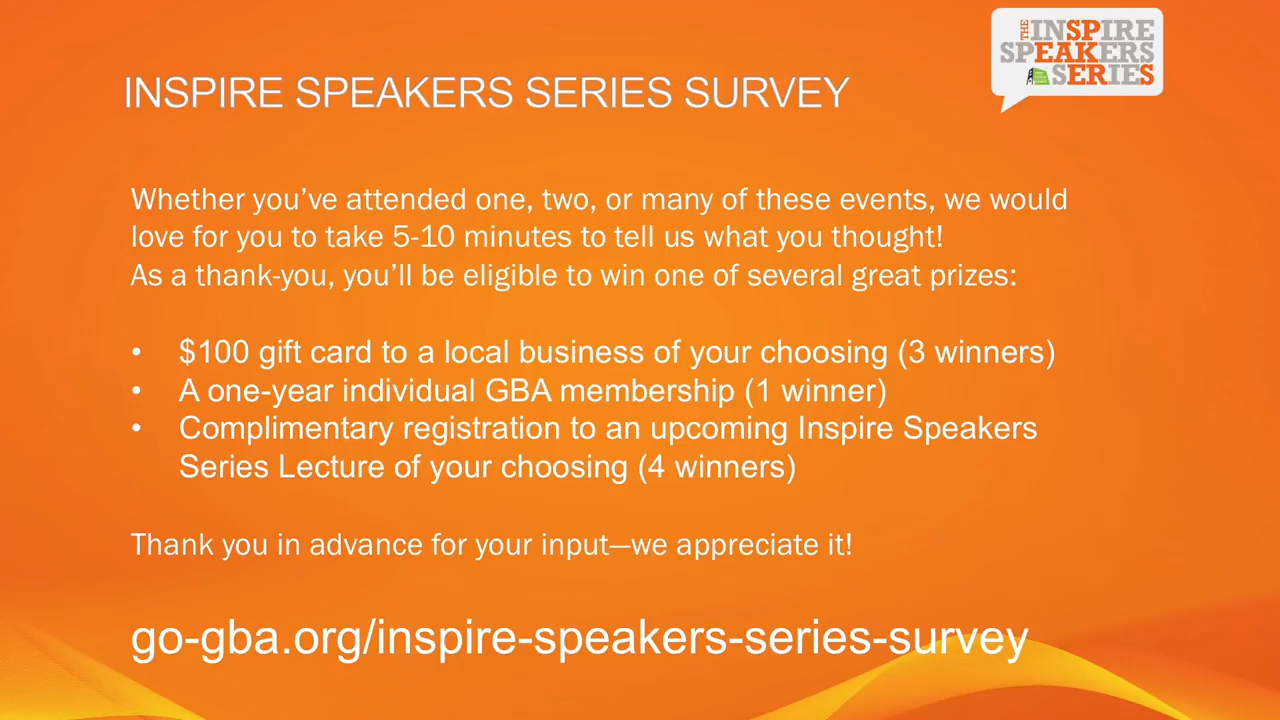 THE INSPIRE
SPEAKERS
SERIES
INSPIRE SPEAKERS SERIES SURVEY
Whether you’ve attended one, two, or many of these events, we would
love for you to take 5-10 minutes to tell us what you thought!
As a thank-you, you’ll be eligible to win one of several great prizes:
• $100 gift card to a local business of your choosing (3 winners)
• A one-year individual GBA membership (1 winner)
• Complimentary registration to an upcoming Inspire Speakers
Series Lecture of your choosing (4 winners)
Thank you in advance for your input—we appreciate it!
go-gba.org/inspire-speakers-series-survey